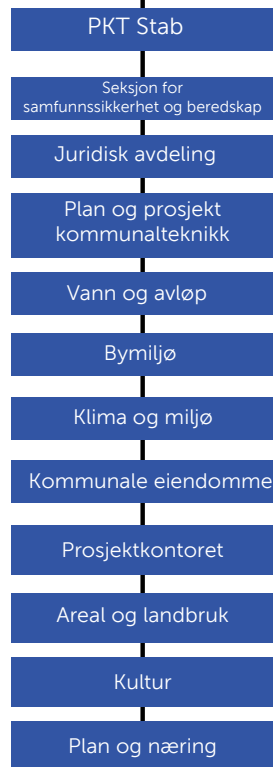 PKT Stab
Seksjon for
samfunnssikkerhet og beredskap
Juridisk avdeling
Plan og prosjekt
kommunalteknikk
Vann og avløp
Bymiljø
Klima og miljø
Kommunale eiendomme
Prosjektkontoret
Areal og landbruk
Kultur
Plan og næring